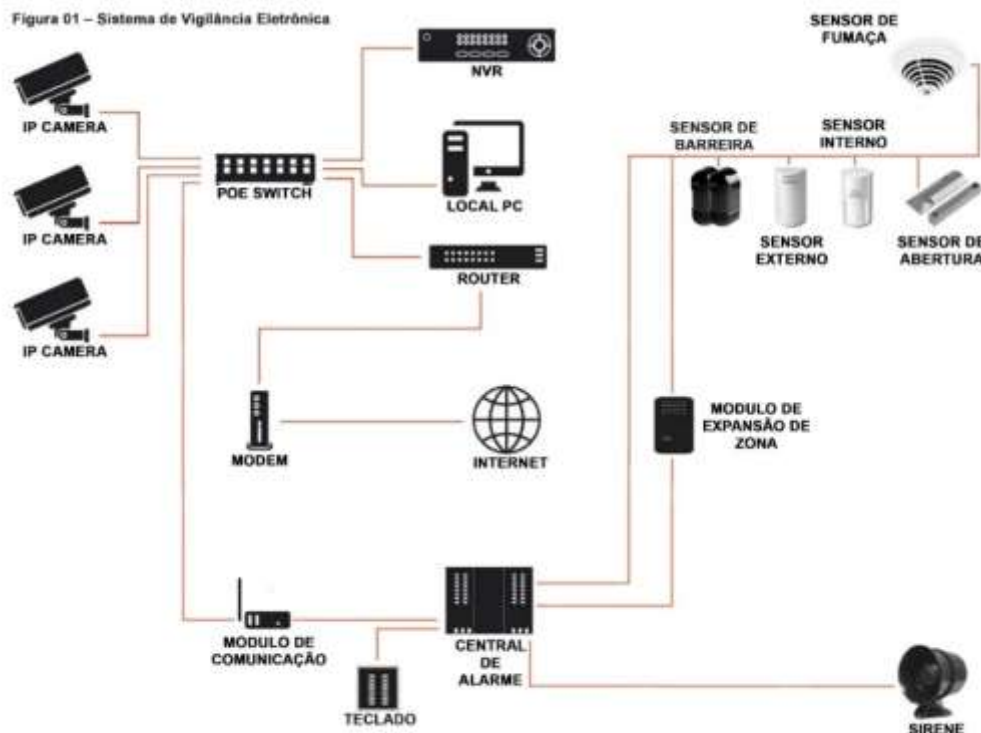 Figura 01 – Sistema de Vigilância Eletrônica
SENSOR DE
FUMAÇA
NVR
IP CAMERA
SENSOR DE
BARREIRA
SENSOR
INTERNO
POE SWITCH
LOCAL PC
IP CAMERA
SENSOR
EXTERNO
SENSOR DE
ABERTURA
ROUTER
IP CAMERA
MODULO DE
EXPANSÃO DE
ZONA
MODEM
INTERNET
MODULO DE
COMUNICAÇÃO
CENTRAL
DE
ALARME
TECLADO
SIRENE